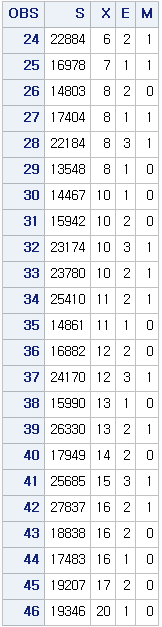 OBS S X E M
24 22884 6 2 1
25 16978 7 1 1
26 14803 8 2 0
27 17404 8 1 1
28 22184 8 3 1
29 13548 8 1 0
30 14467 10 1 0
31 15942 10 2 0
32 23174 10 3 1
33 23780 10 2 1
34 25410 11 2 1
35 14861 11 1 0
36 16882 12 2 0
37 24170 12 3 1
38 15990 13 1 0
39 26330 13 2 1
40 17949 14 2 0
41 25685 15 3 1
42 27837 16 2 1
43 18838 16 2 0
44 17483 16 1 0
45 19207 17 2 0
46 19346 20 1 0